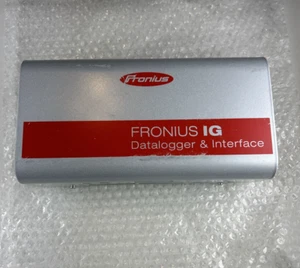 Fronius
FRONIUS IG
Datalogger & Interface